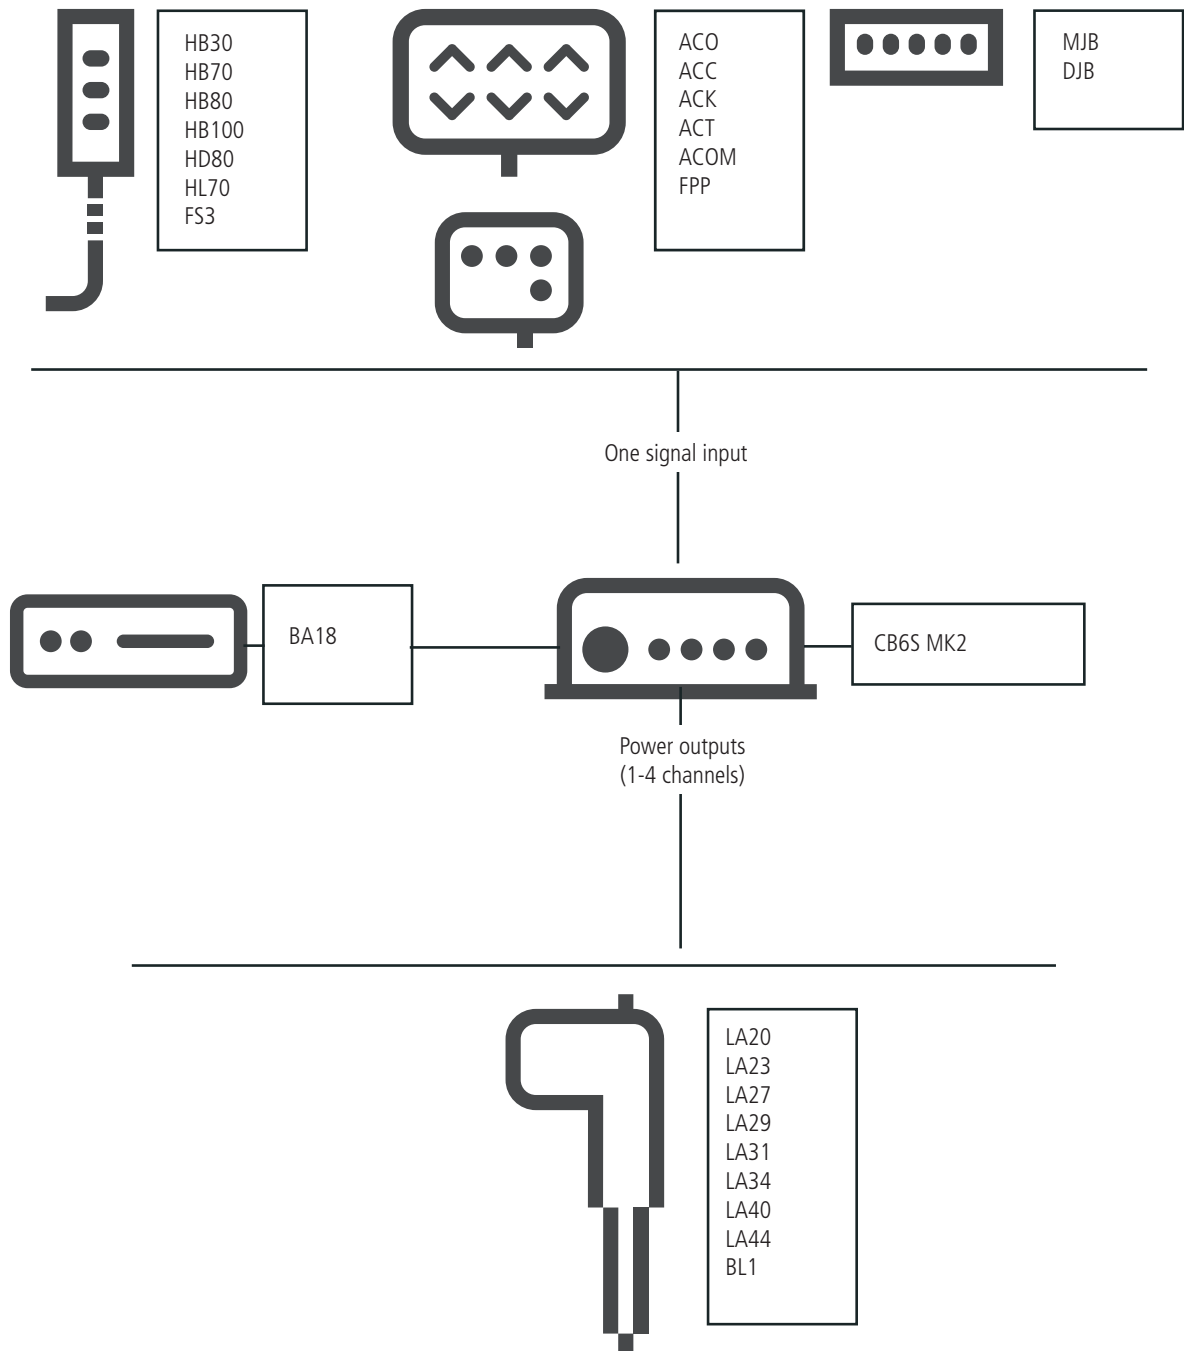 HB30
HB70
HB80
HB100
HD80
HL70
FS3
ACO
ACC
ACK
ACT
ACOM
FPP
MJB
DJB
One signal input
BA18
CB6S MK2
Power outputs
(1-4 channels)
LA20
LA23
LA27
LA29
LA31
LA34
LA40
LA44
BL1